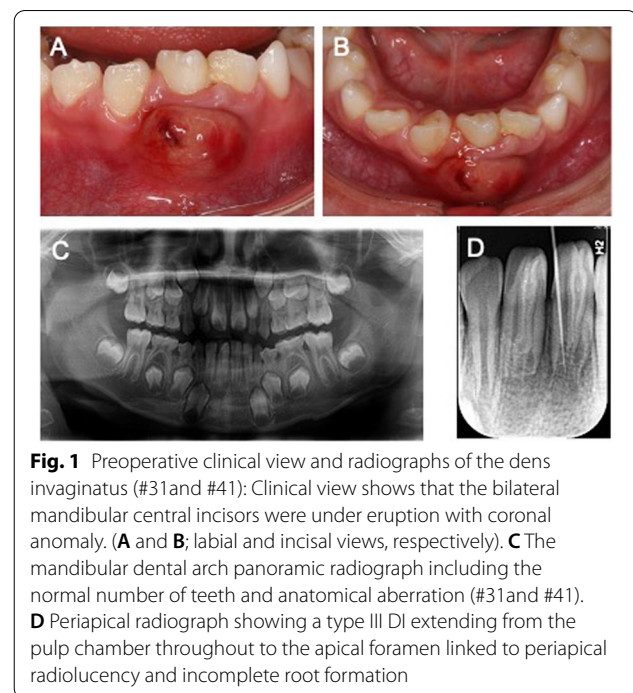 A
B
C
D
H2
Fig. 1 Preoperative clinical view and radiographs of the dens
invaginatus (#31and #41): Clinical view shows that the bilateral
mandibular central incisors were under eruption with coronal
anomaly. (A and B; labial and incisal views, respectively). C The
mandibular dental arch panoramic radiograph including the
normal number of teeth and anatomical aberration (#31and #41).
D Periapical radiograph showing a type III DI extending from the
pulp chamber throughout to the apical foramen linked to periapical
radiolucency and incomplete root formation